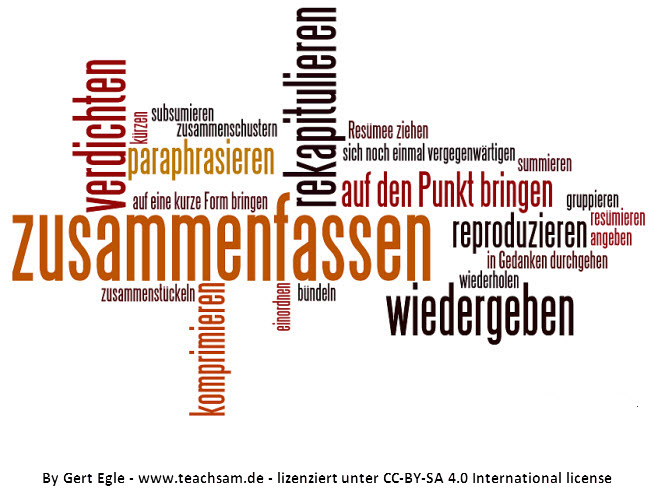 verdichten
kürzen
subsumieren
zusammenschustern
paraphrasieren
auf eine kurze Form bringen
rekapitulieren
Resümee ziehen
sich noch einmal vergegenwärtigen
summieren
auf den Punkt bringen
gruppieren
resümieren
zusammenfassen
reproduzieren
angeben
in Gedanken durchgehen
wiederholen
zusammenstückeln
komprimieren
einordnen
bündeln
wiedergeben
By Gert Egle - www.teachsam.de - lizenziert unter CC-BY-SA 4.0 International license